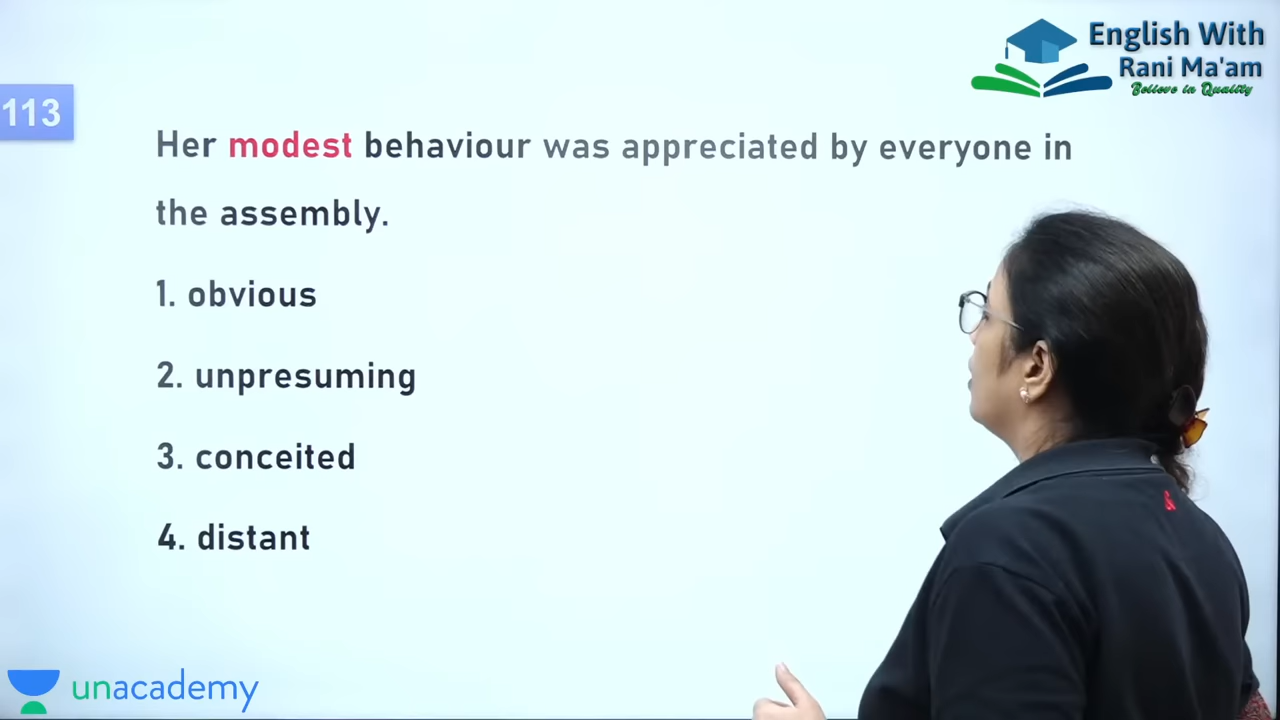 English With
Rani Ma'am
Believe in Quality
113
Her modest behaviour was appreciated by everyone in
the assembly.
1. obvious
2. unpresuming
3. conceited
4. distant
unacademy